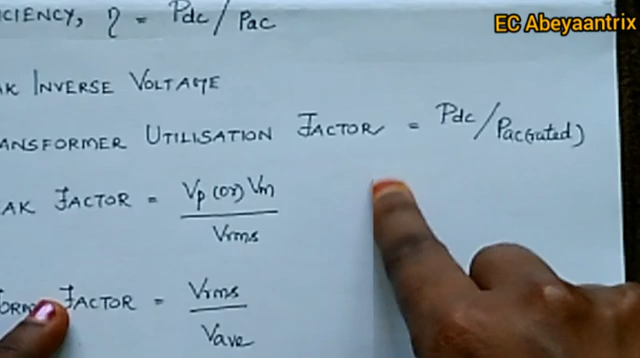 EC Abeyaantrix
CIENCY, η = Pdc / Pac
AK INVERSE VOLTAGE
ANSFORMER UTILISATION FACTOR = Pdc / Pac(rated)
AK FACTOR = Vp (or) Vm
Vrms
FORM FACTOR = Vrms
Vave